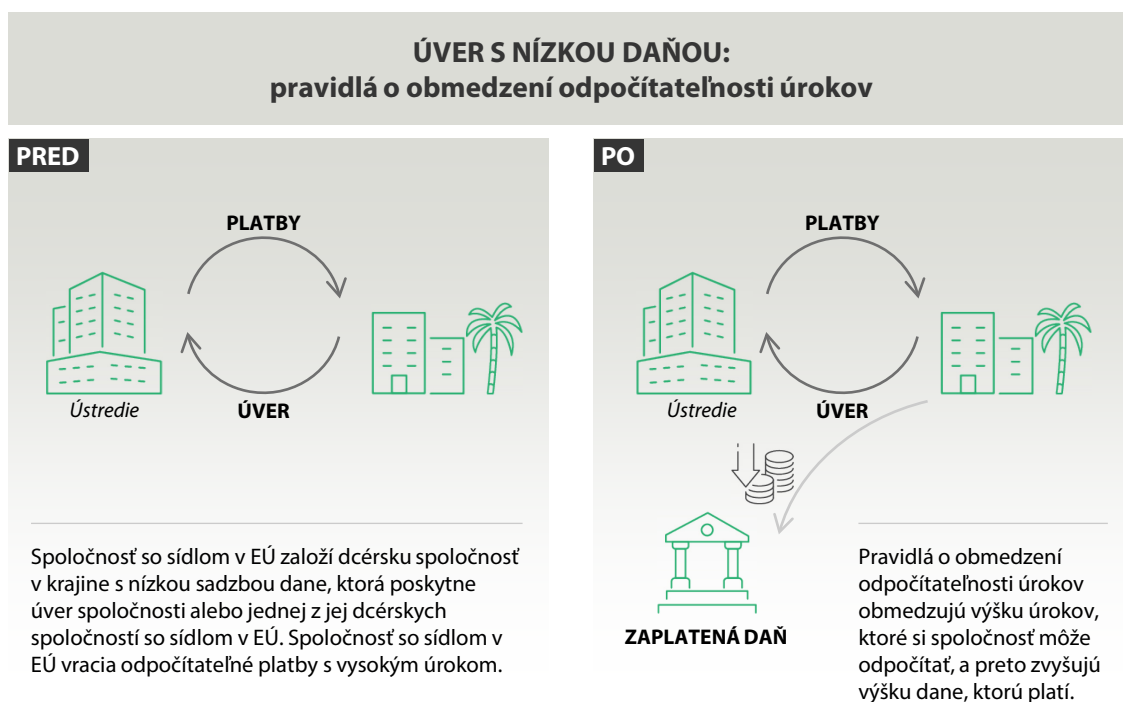 ÚVER S NÍZKOU DAŇOU:
pravidlá o obmedzení odpočítateľnosti úrokov
PRED
PLATBY
Ústredie
ÚVER
Spoločnosť so sídlom v EÚ založí dcérsku spoločnosť
v krajine s nízkou sadzbou dane, ktorá poskytne
úver spoločnosti alebo jednej z jej dcérskych
spoločností so sídlom v EÚ. Spoločnosť so sídlom v
EÚ vracia odpočítateľné platby s vysokým úrokom.
PO
PLATBY
Ústredie
ÚVER
ZAPLATENÁ DAŇ
Pravidlá o obmedzení
odpočítateľnosti úrokov
obmedzujú výšku úrokov,
ktoré si spoločnosť môže
odpočítať, a preto zvyšujú
výšku dane, ktorú platí.